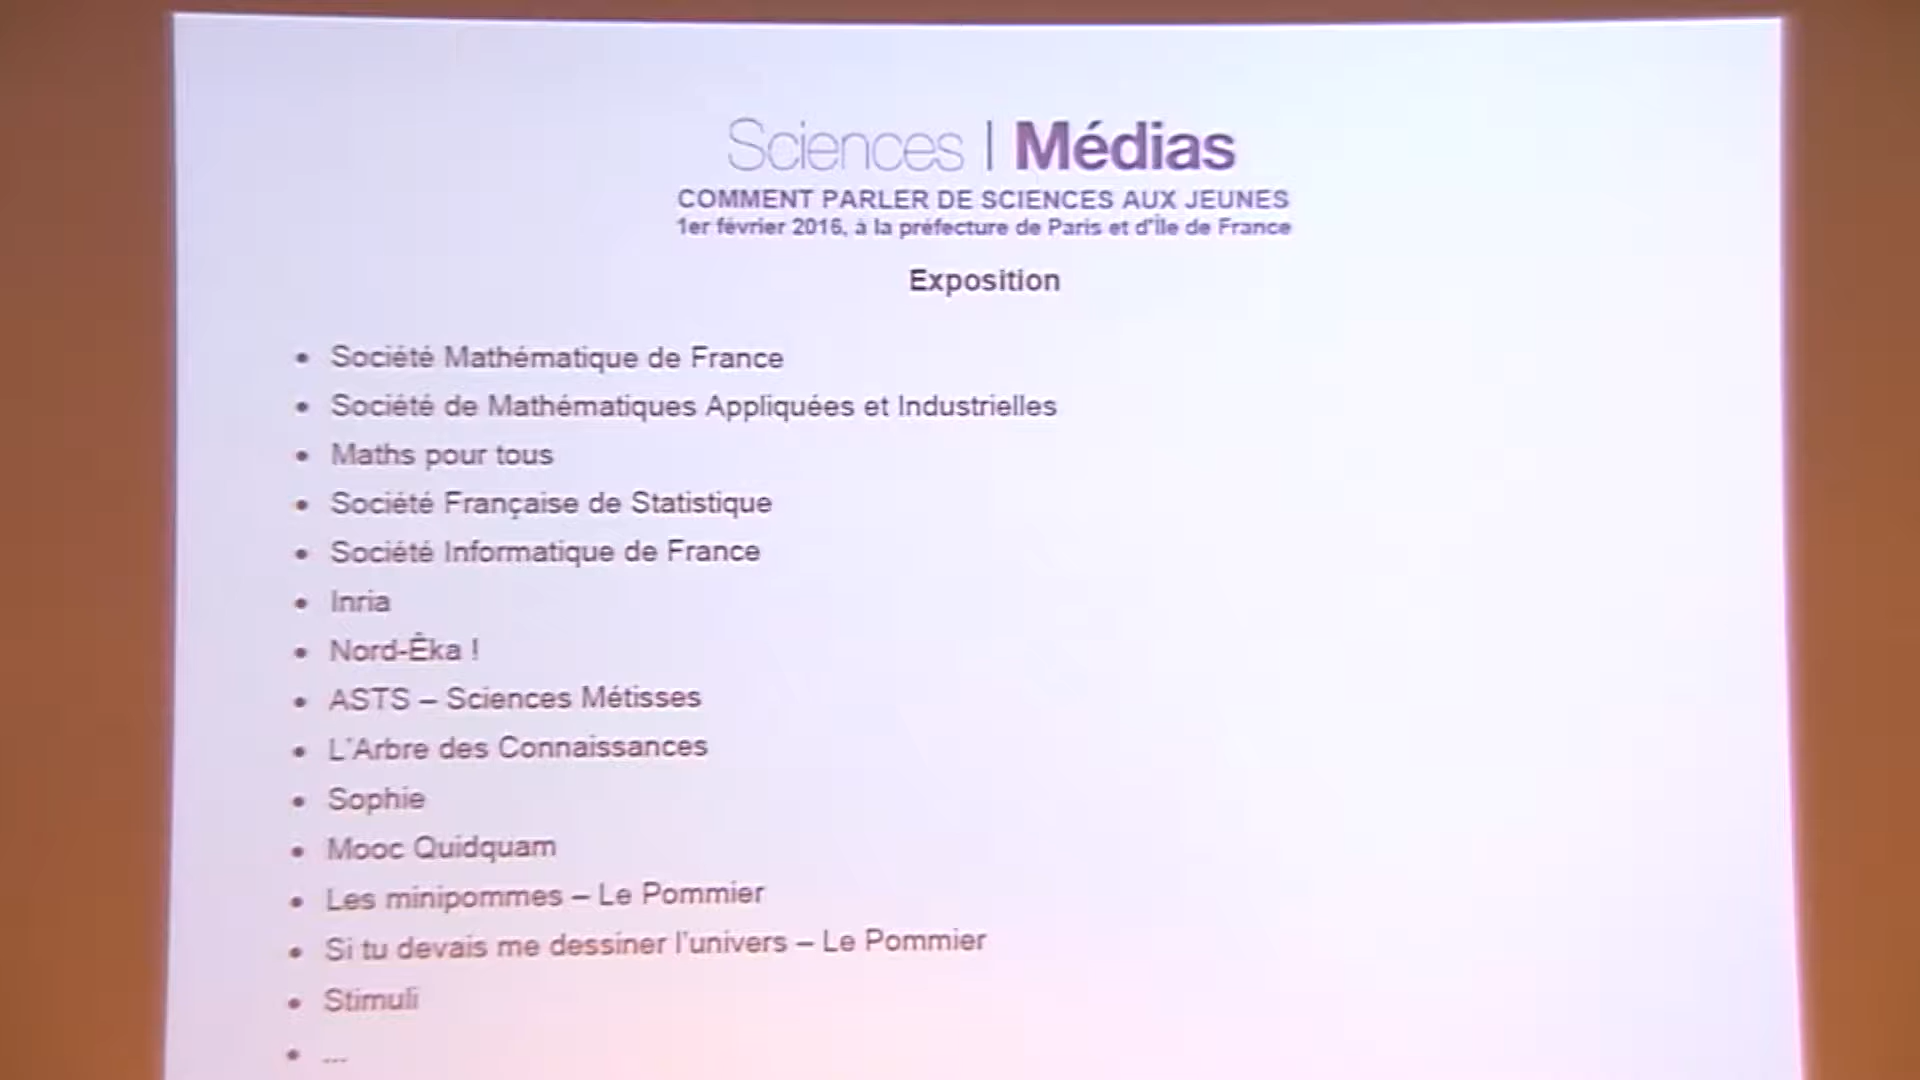 Sciences | Médias
COMMENT PARLER DE SCIENCES AUX JEUNES
1er février 2016, à la préfecture de Paris et d'Île de France
Exposition
• Société Mathématique de France
• Société de Mathématiques Appliquées et Industrielles
• Maths pour tous
• Société Française de Statistique
• Société Informatique de France
• Inria
• Nord-Êka !
• ASTS – Sciences Métisses
• L'Arbre des Connaissances
• Sophie
• Mooc Quidquam
• Les minipommes – Le Pommier
• Si tu devais me dessiner l'univers – Le Pommier
• Stimuli
• ...